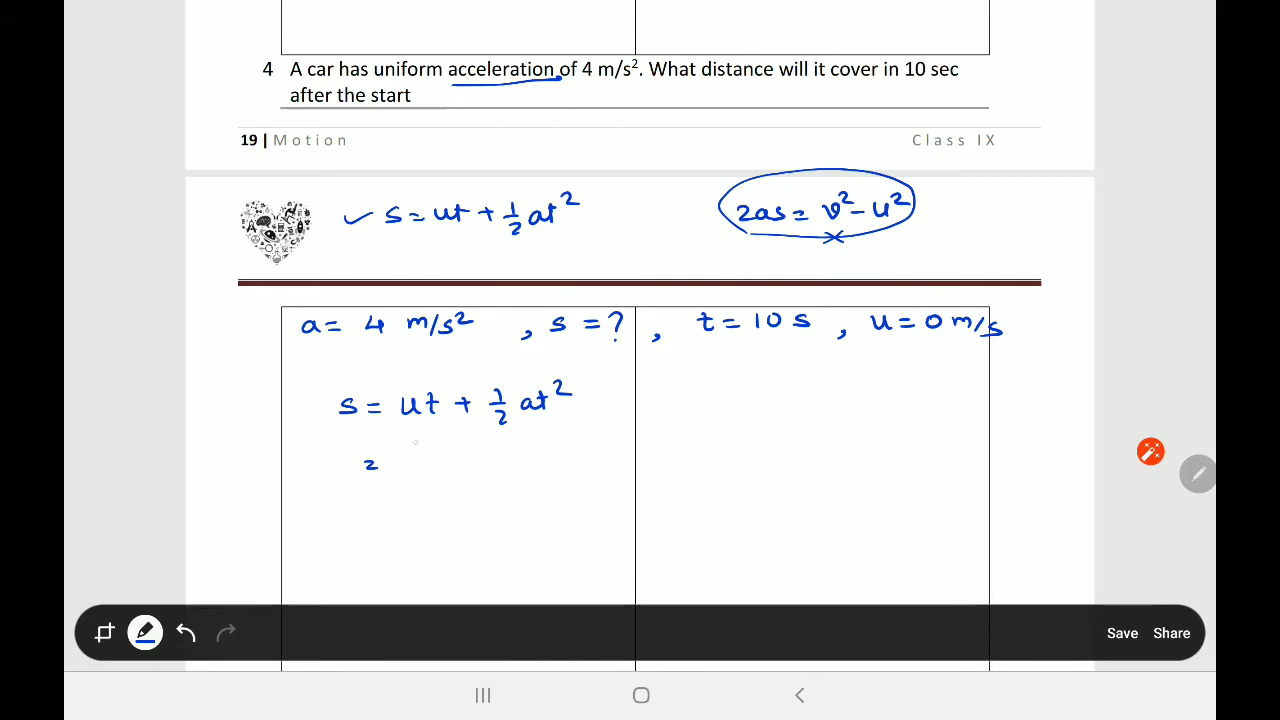 4 A car has uniform acceleration of 4 m/s². What distance will it cover in 10 sec
after the start
19 | Motion Class IX
✓ s = ut + 1/2 at² 2as = v² - u²
a = 4 m/s² , s = ? , t = 10 s , u = 0 m/s
s = ut + 1/2 at²
=
Save Share